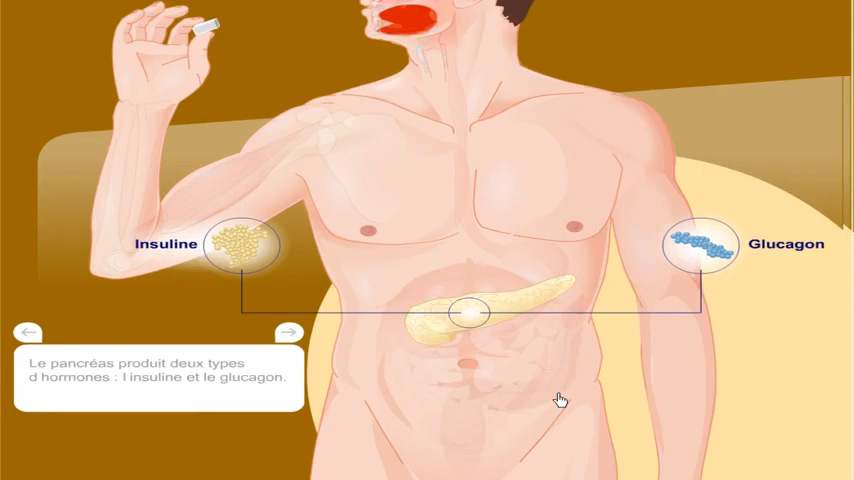 Insuline
Glucagon
Le pancréas produit deux types
d hormones : l insuline et le glucagon.